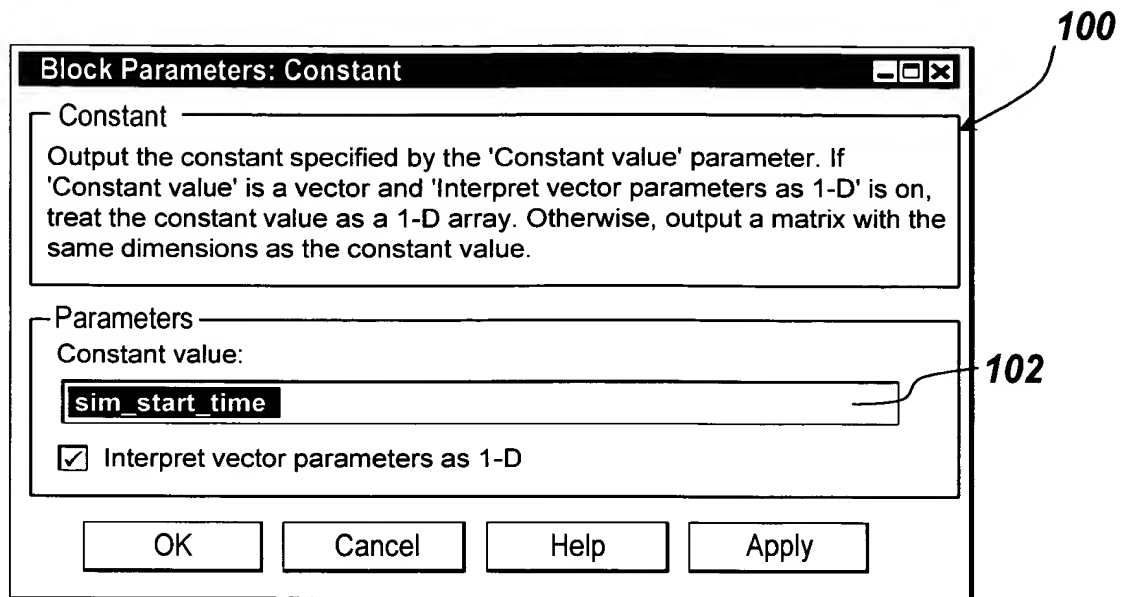 100
Block Parameters: Constant
Constant
Output the constant specified by the 'Constant value' parameter. If
'Constant value' is a vector and 'Interpret vector parameters as 1-D' is on,
treat the constant value as a 1-D array. Otherwise, output a matrix with the
same dimensions as the constant value.
Parameters
Constant value:
102
sim_start_time
Interpret vector parameters as 1-D
OK Cancel Help Apply